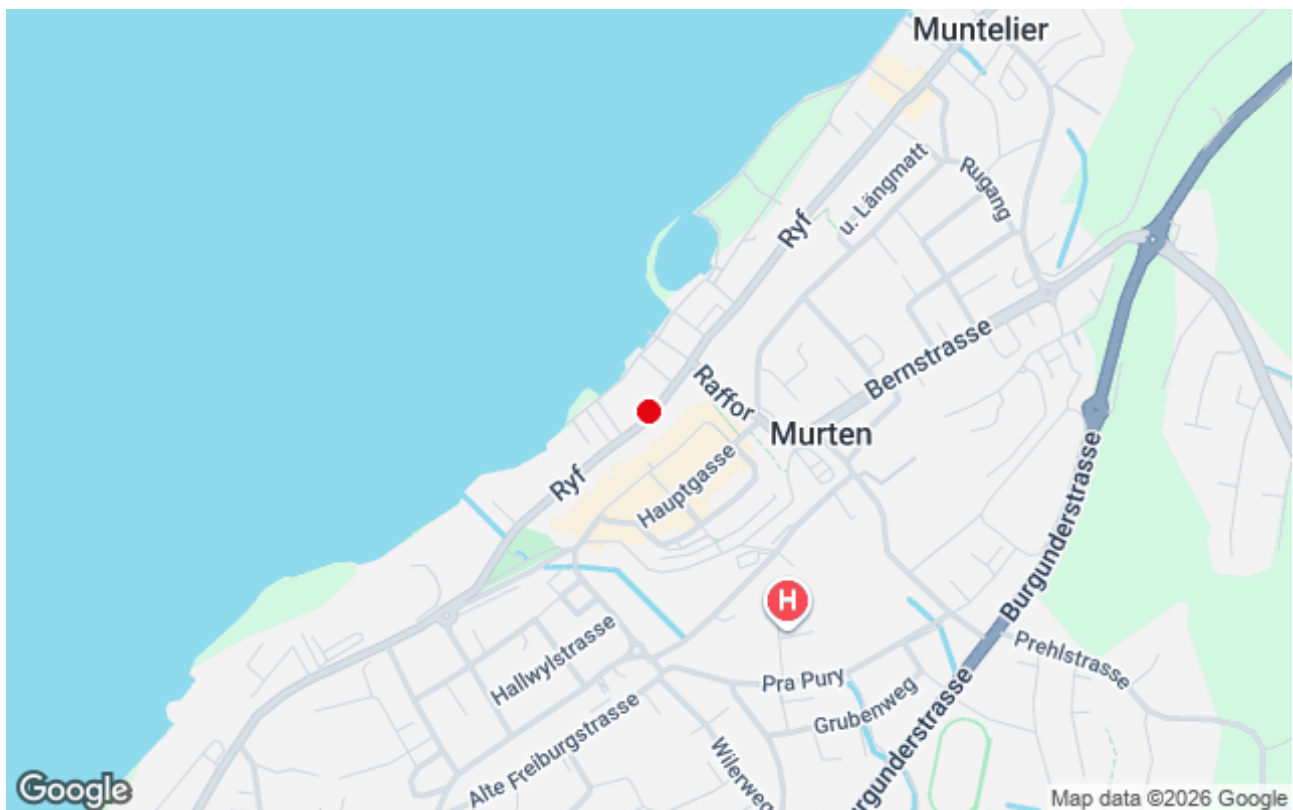 Muntelier
Rugang
u. Längmatt
Ryf
Bernstrasse
Raffor
Murten
Ryf
Hauptgasse
Burgunderstrasse
H
Prehlstrasse
Hallwylstrasse
Pra Pury
Grubenweg
Alte Freiburgstrasse
Wilerweg
Burgunderstrasse
Google
Map data ©2026 Google